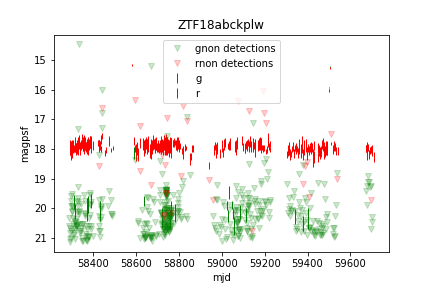 ZTF18abckplw
gnon detections
rnon detections
g
r
magpsf
15
16
17
18
19
20
21
58400 58600 58800 59000 59200 59400 59600
mjd